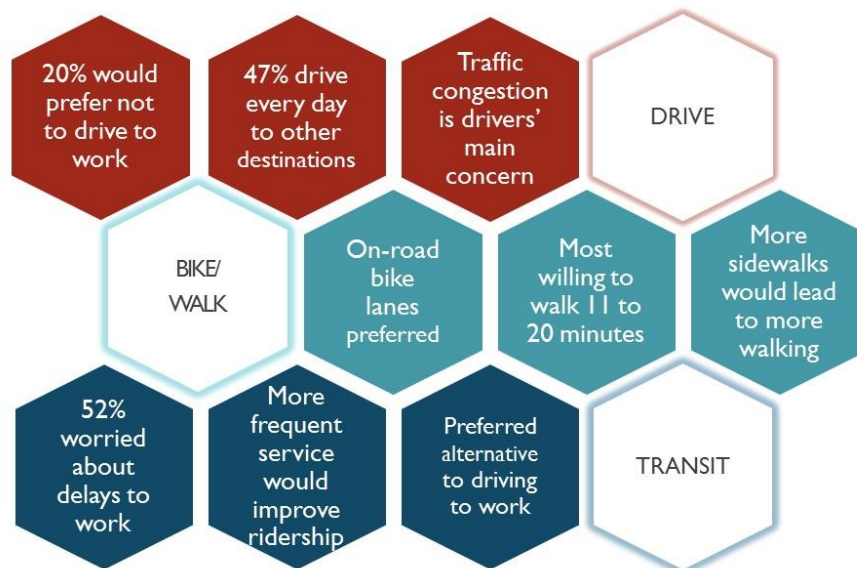 20% would
prefer not
to drive to
work
47% drive
every day
to other
destinations
Traffic
congestion
is drivers’
main
concern
DRIVE
BIKE/
WALK
On-road
bike
lanes
preferred
Most
willing to
walk 11 to
20 minutes
More
sidewalks
would lead
to more
walking
52%
worried
about
delays to
work
More
frequent
service
would
improve
ridership
Preferred
alternative
to driving
to work
TRANSIT